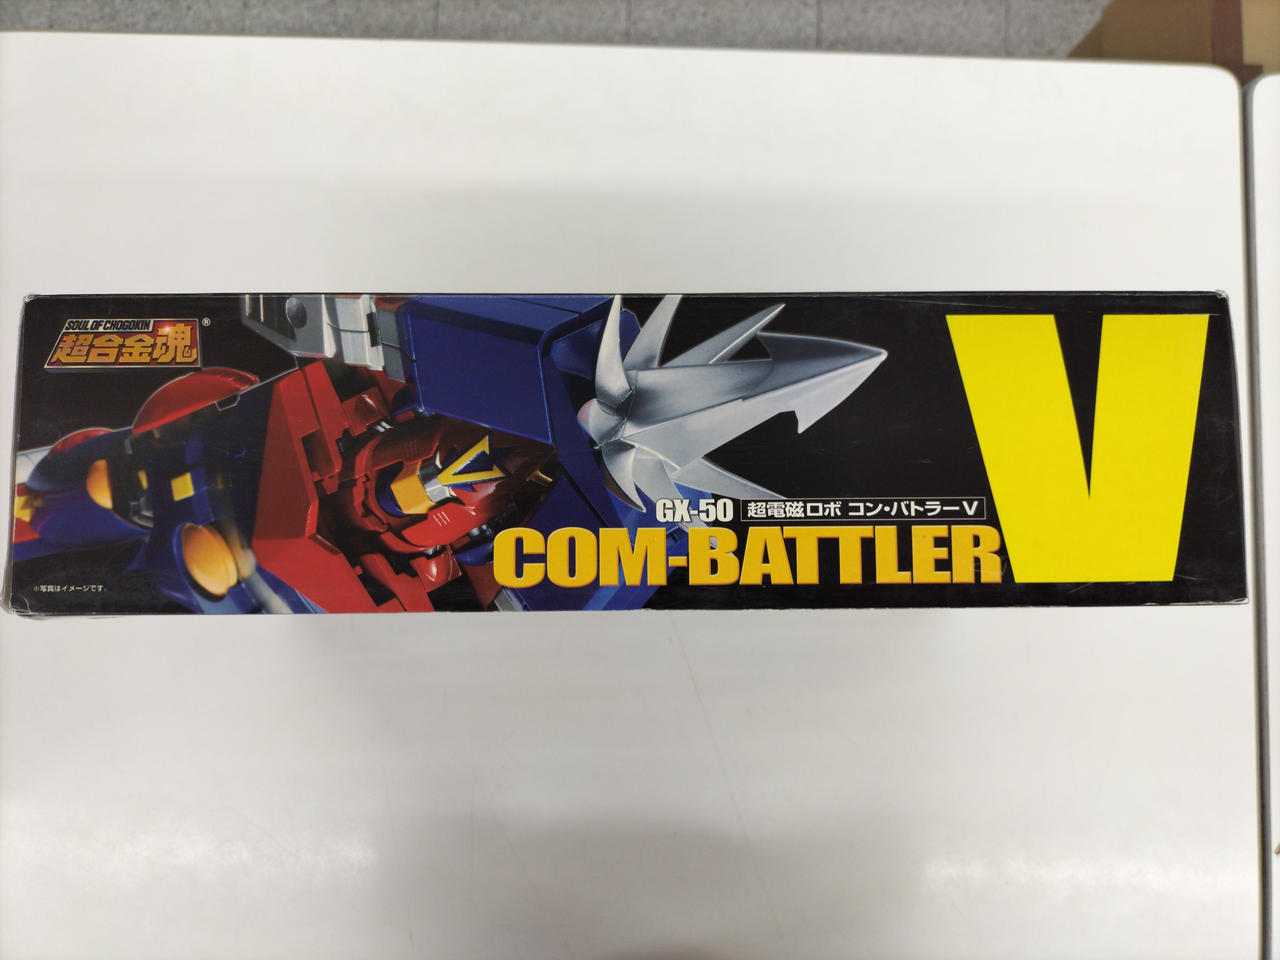 SOUL OF CHOGOKIN
超合金魂®
V
GX-50 超電磁ロボ コン・バトラーV
COM-BATTLER V
※写真はイメージです。